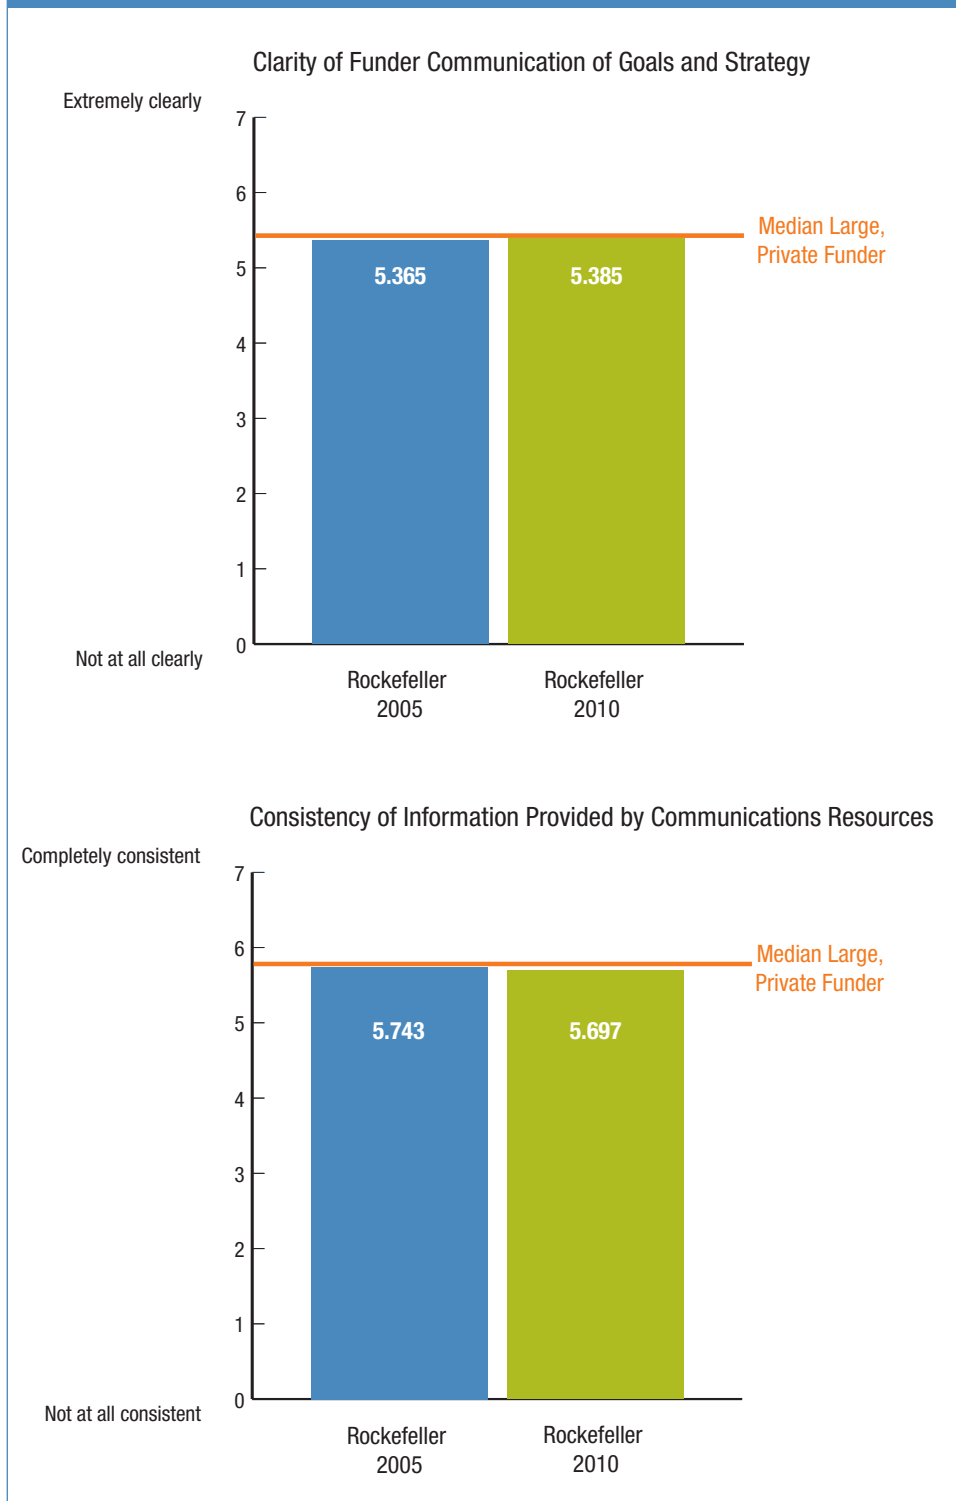 Clarity of Funder Communication of Goals and Strategy
Extremely clearly
7
6
Median Large,
Private Funder
5
5.365
5.385
4
3
2
1
0
Not at all clearly
Rockefeller
2005
Rockefeller
2010
Consistency of Information Provided by Communications Resources
Completely consistent
7
6
Median Large,
Private Funder
5
5.743
5.697
4
3
2
1
0
Not at all consistent
Rockefeller
2005
Rockefeller
2010